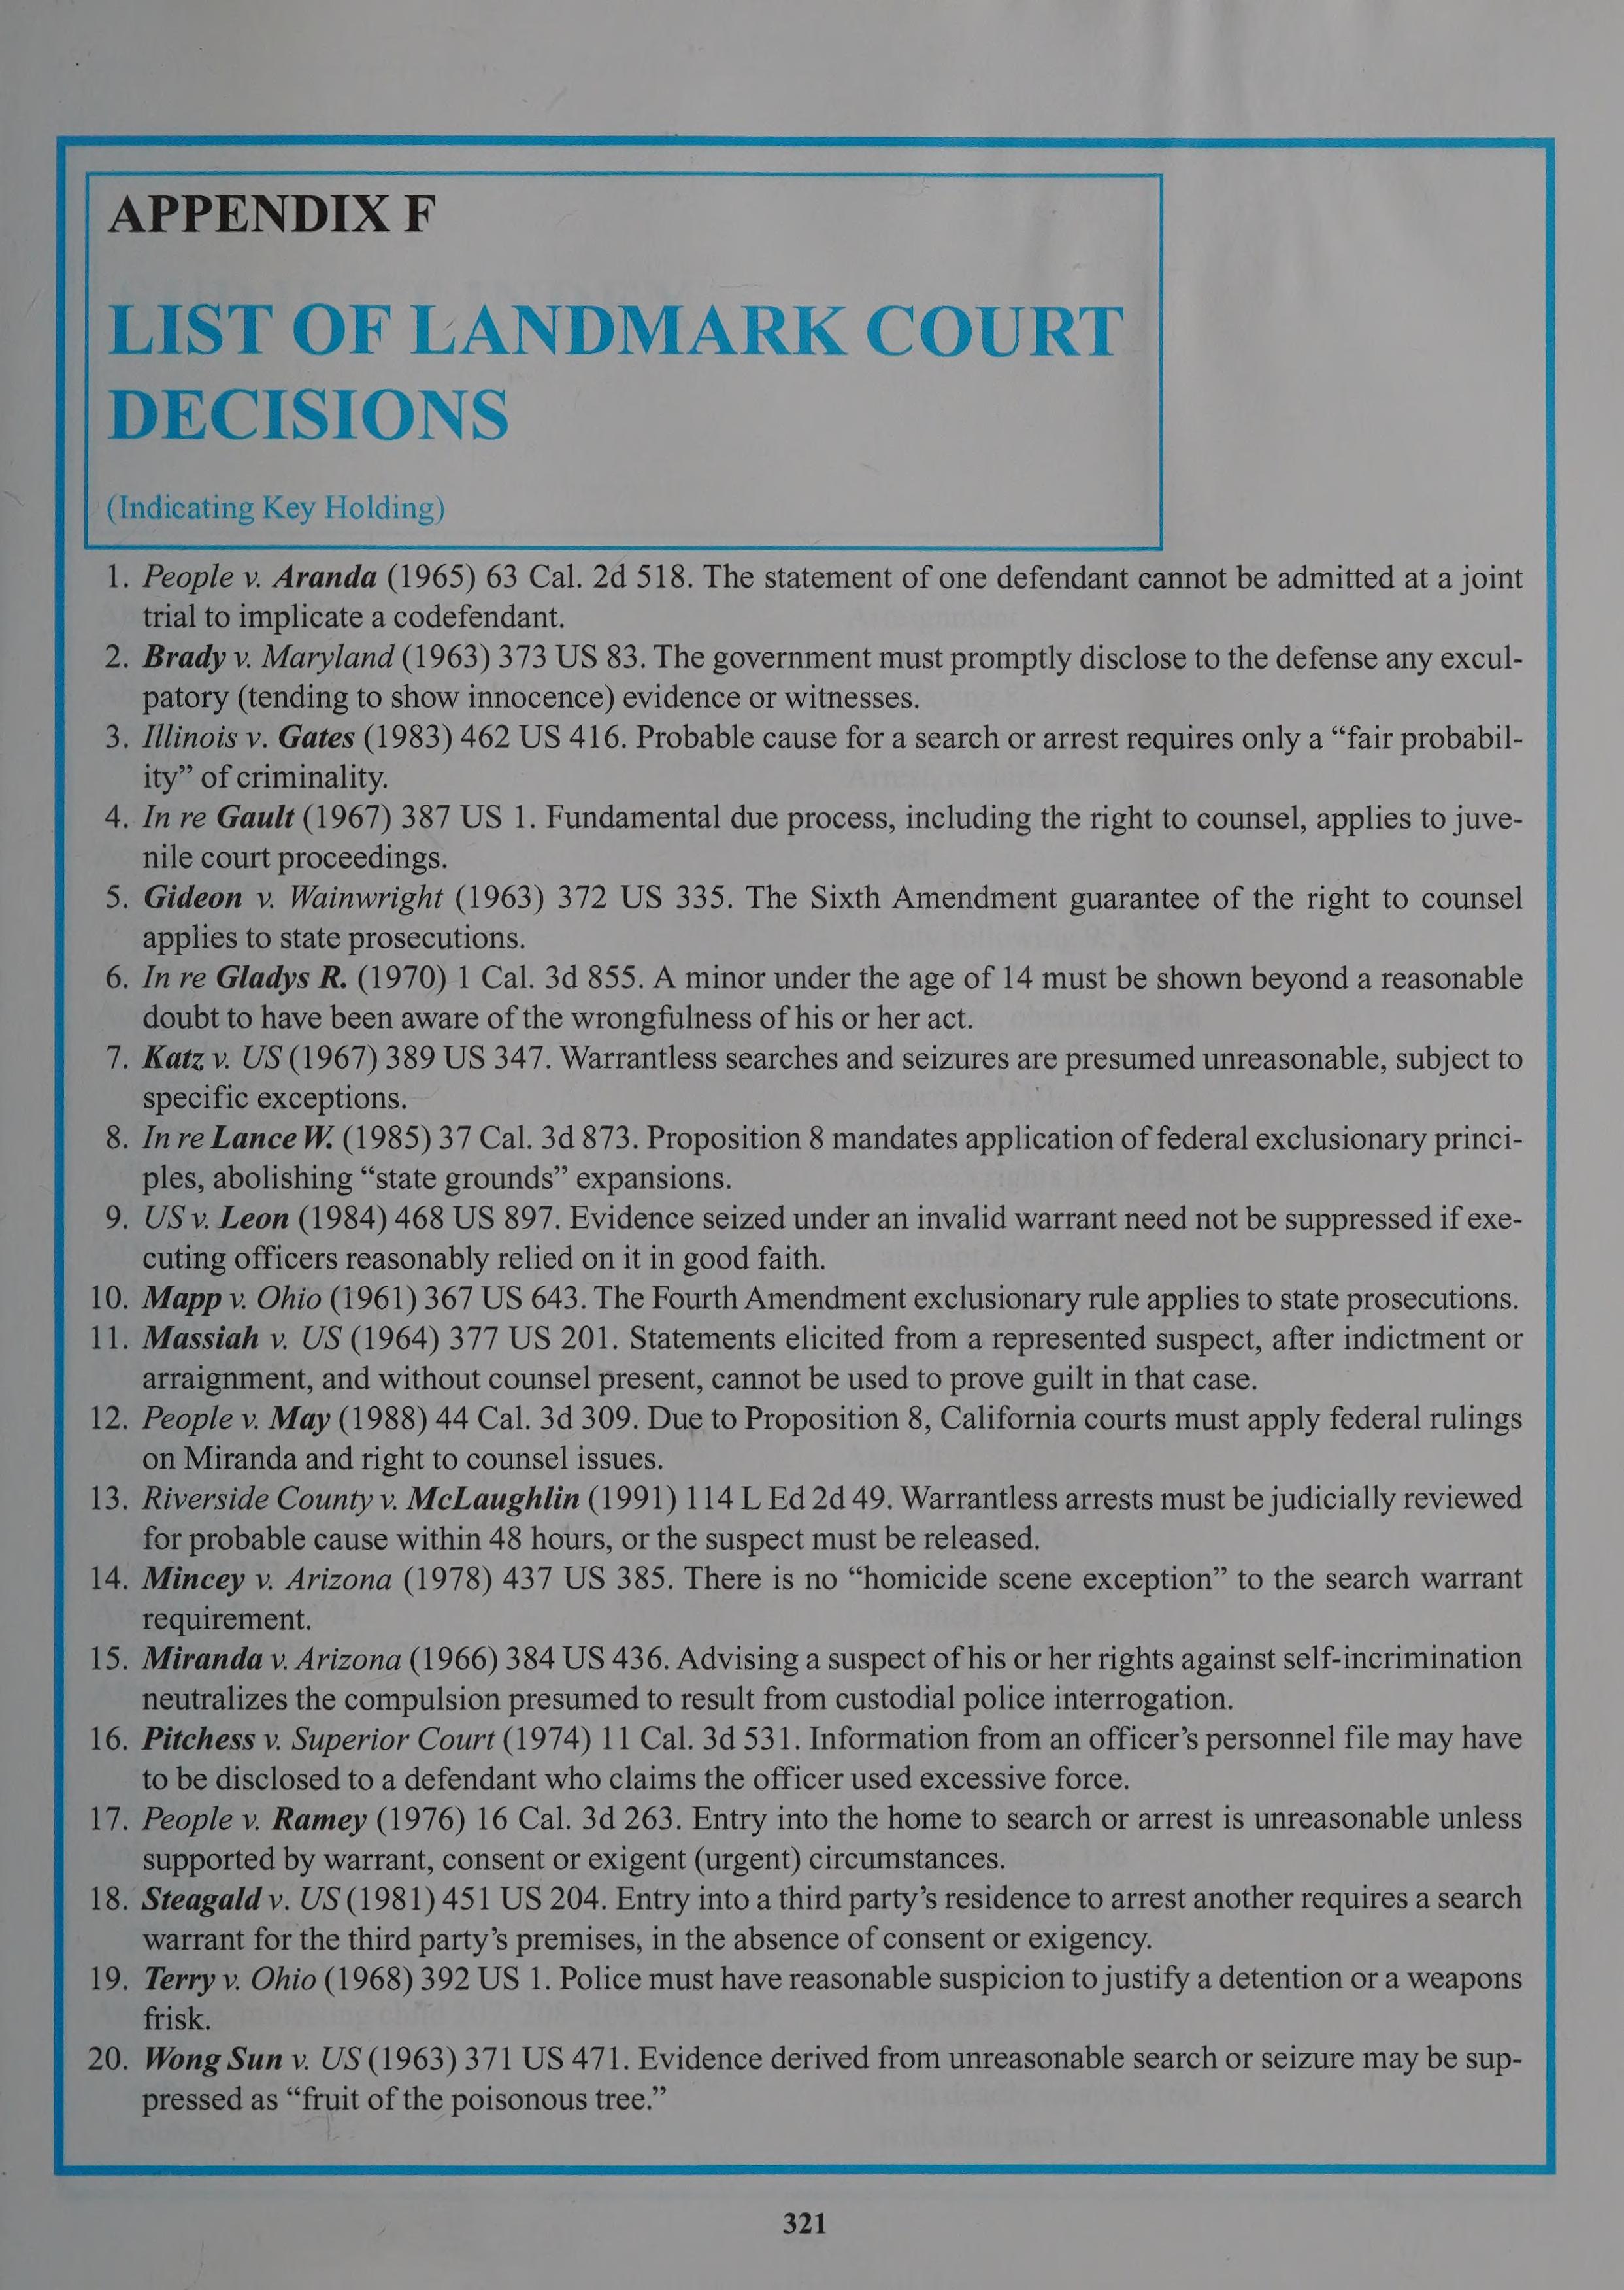 APPENDIX F
LIST OF LANDMARK COURT
DECISIONS
(Indicating Key Holding)
1. People v. Aranda (1965) 63 Cal. 2d 518. The statement of one defendant cannot be admitted at a joint
trial to implicate a codefendant.
2. Brady v. Maryland (1963) 373 US 83. The government must promptly disclose to the defense any excul-
patory (tending to show innocence) evidence or witnesses.
3. Illinois v. Gates (1983) 462 US 416. Probable cause for a search or arrest requires only a “fair probabil-
ity” of criminality.
4. In re Gault (1967) 387 US 1. Fundamental due process, including the right to counsel, applies to juve-
nile court proceedings.
5. Gideon v. Wainwright (1963) 372 US 335. The Sixth Amendment guarantee of the right to counsel
applies to state prosecutions.
6. In re Gladys R. (1970) 1 Cal. 3d 855. A minor under the age of 14 must be shown beyond a reasonable
doubt to have been aware of the wrongfulness of his or her act.
7. Katz v. US (1967) 389 US 347. Warrantless searches and seizures are presumed unreasonable, subject to
specific exceptions.
8. In re Lance W. (1985) 37 Cal. 3d 873. Proposition 8 mandates application of federal exclusionary princi-
ples, abolishing “state grounds” expansions.
9. US v. Leon (1984) 468 US 897. Evidence seized under an invalid warrant need not be suppressed if exe-
cuting officers reasonably relied on it in good faith.
10. Mapp v. Ohio (1961) 367 US 643. The Fourth Amendment exclusionary rule applies to state prosecutions.
11. Massiah v. US (1964) 377 US 201. Statements elicited from a represented suspect, after indictment or
arraignment, and without counsel present, cannot be used to prove guilt in that case.
12. People v. May (1988) 44 Cal. 3d 309. Due to Proposition 8, California courts must apply federal rulings
on Miranda and right to counsel issues.
13. Riverside County v. McLaughlin (1991) 114 L Ed 2d 49. Warrantless arrests must be judicially reviewed
for probable cause within 48 hours, or the suspect must be released.
14. Mincey v. Arizona (1978) 437 US 385. There is no “homicide scene exception” to the search warrant
requirement.
15. Miranda v. Arizona (1966) 384 US 436. Advising a suspect of his or her rights against self-incrimination
neutralizes the compulsion presumed to result from custodial police interrogation.
16. Pitchess v. Superior Court (1974) 11 Cal. 3d 531. Information from an officer’s personnel file may have
to be disclosed to a defendant who claims the officer used excessive force.
17. People v. Ramey (1976) 16 Cal. 3d 263. Entry into the home to search or arrest is unreasonable unless
supported by warrant, consent or exigent (urgent) circumstances.
18. Steagald v. US (1981) 451 US 204. Entry into a third party’s residence to arrest another requires a search
warrant for the third party’s premises, in the absence of consent or exigency.
19. Terry v. Ohio (1968) 392 US 1. Police must have reasonable suspicion to justify a detention or a weapons
frisk.
20. Wong Sun v. US (1963) 371 US 471. Evidence derived from unreasonable search or seizure may be sup-
pressed as “fruit of the poisonous tree.”
321